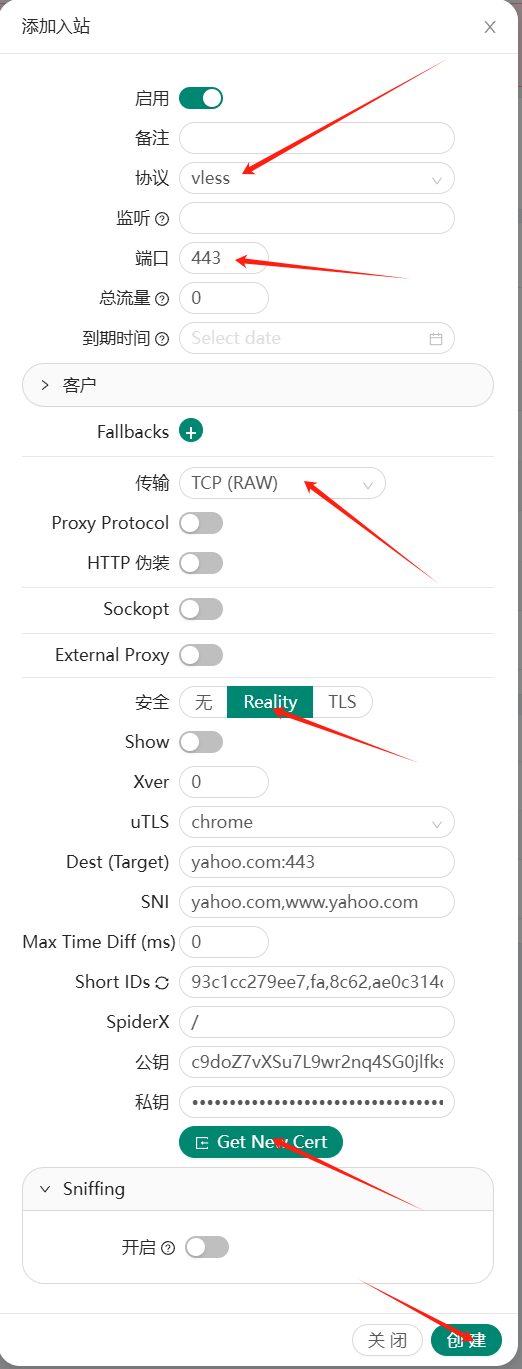 添加入站
启用
备注
协议 vless
监听
端口 443
总流量 0
到期时间 Select date
客户
Fallbacks
传输 TCP (RAW)
Proxy Protocol
HTTP 伪装
Sockopt
External Proxy
安全 无 Reality TLS
Show
Xver 0
uTLS chrome
Dest (Target) yahoo.com:443
SNI yahoo.com,www.yahoo.com
Max Time Diff (ms) 0
Short IDs 93c1cc279ee7,fa,8c62,ae0c314
SpiderX /
公钥 c9doZ7vXSu7L9wr2nq4SG0jlfks
私钥 ••••••••••••••••••••••••••••••••••
Get New Cert
Sniffing
开启
关 闭 创 建